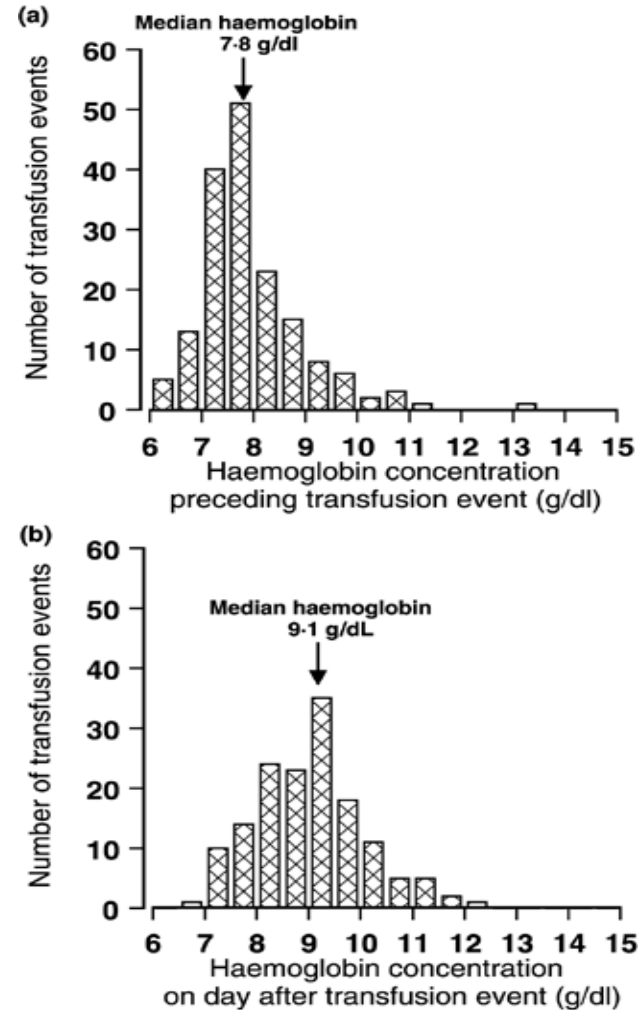 (a)
Median haemoglobin
7·8 g/dl
Number of transfusion events
60
50
40
30
20
10
0
6 7 8 9 10 11 12 13 14 15
Haemoglobin concentration
preceding transfusion event (g/dl)
(b)
Median haemoglobin
9·1 g/dL
Number of transfusion events
60
50
40
30
20
10
0
6 7 8 9 10 11 12 13 14 15
Haemoglobin concentration
on day after transfusion event (g/dl)